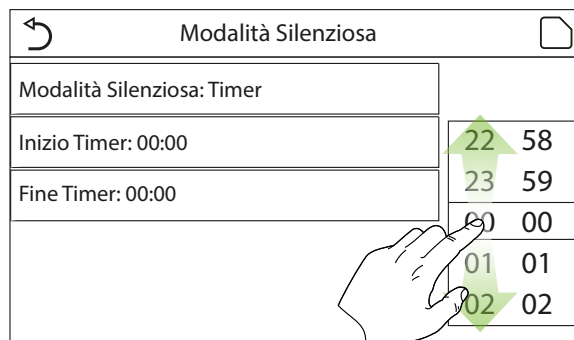 Modalità Silenziosa
Modalità Silenziosa: Timer
Inizio Timer: 00:00
Fine Timer: 00:00
22 58
23 59
00 00
01 01
02 02